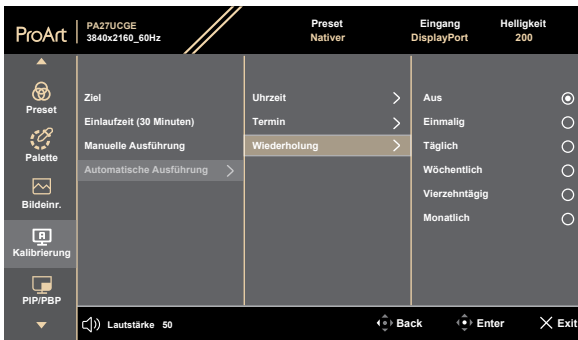 ProArt
PA27UCGE
3840x2160_60Hz
Preset
Nativer
Eingang
DisplayPort
Helligkeit
200
Preset
Palette
Bildeinr.
Kalibrierung
PIP/PBP
Ziel
Einlaufzeit (30 Minuten)
Manuelle Ausführung
Automatische Ausführung
Uhrzeit
Termin
Wiederholung
Aus
Einmalig
Täglich
Wöchentlich
Vierzehntägig
Monatlich
Lautstärke 50
Back
Enter
Exit